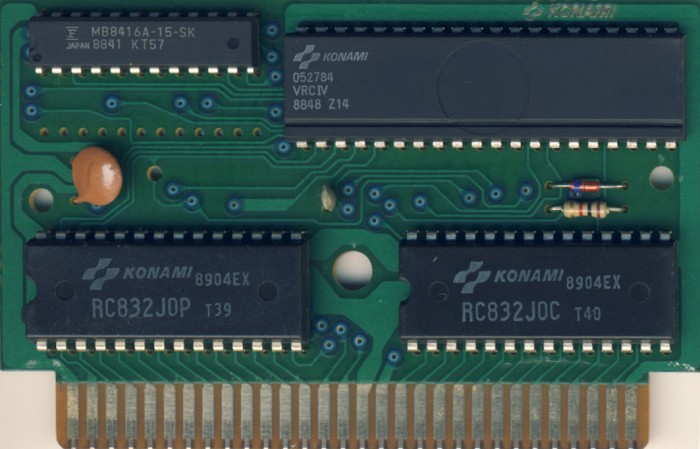 KONAMI
MB8416A-15-SK
JAPAN 8841 KT57
KONAMI
052784
VRCIV
8848 Z14
KONAMI 8904EX
RC832J0P T39
KONAMI 8904EX
RC832J0C T40